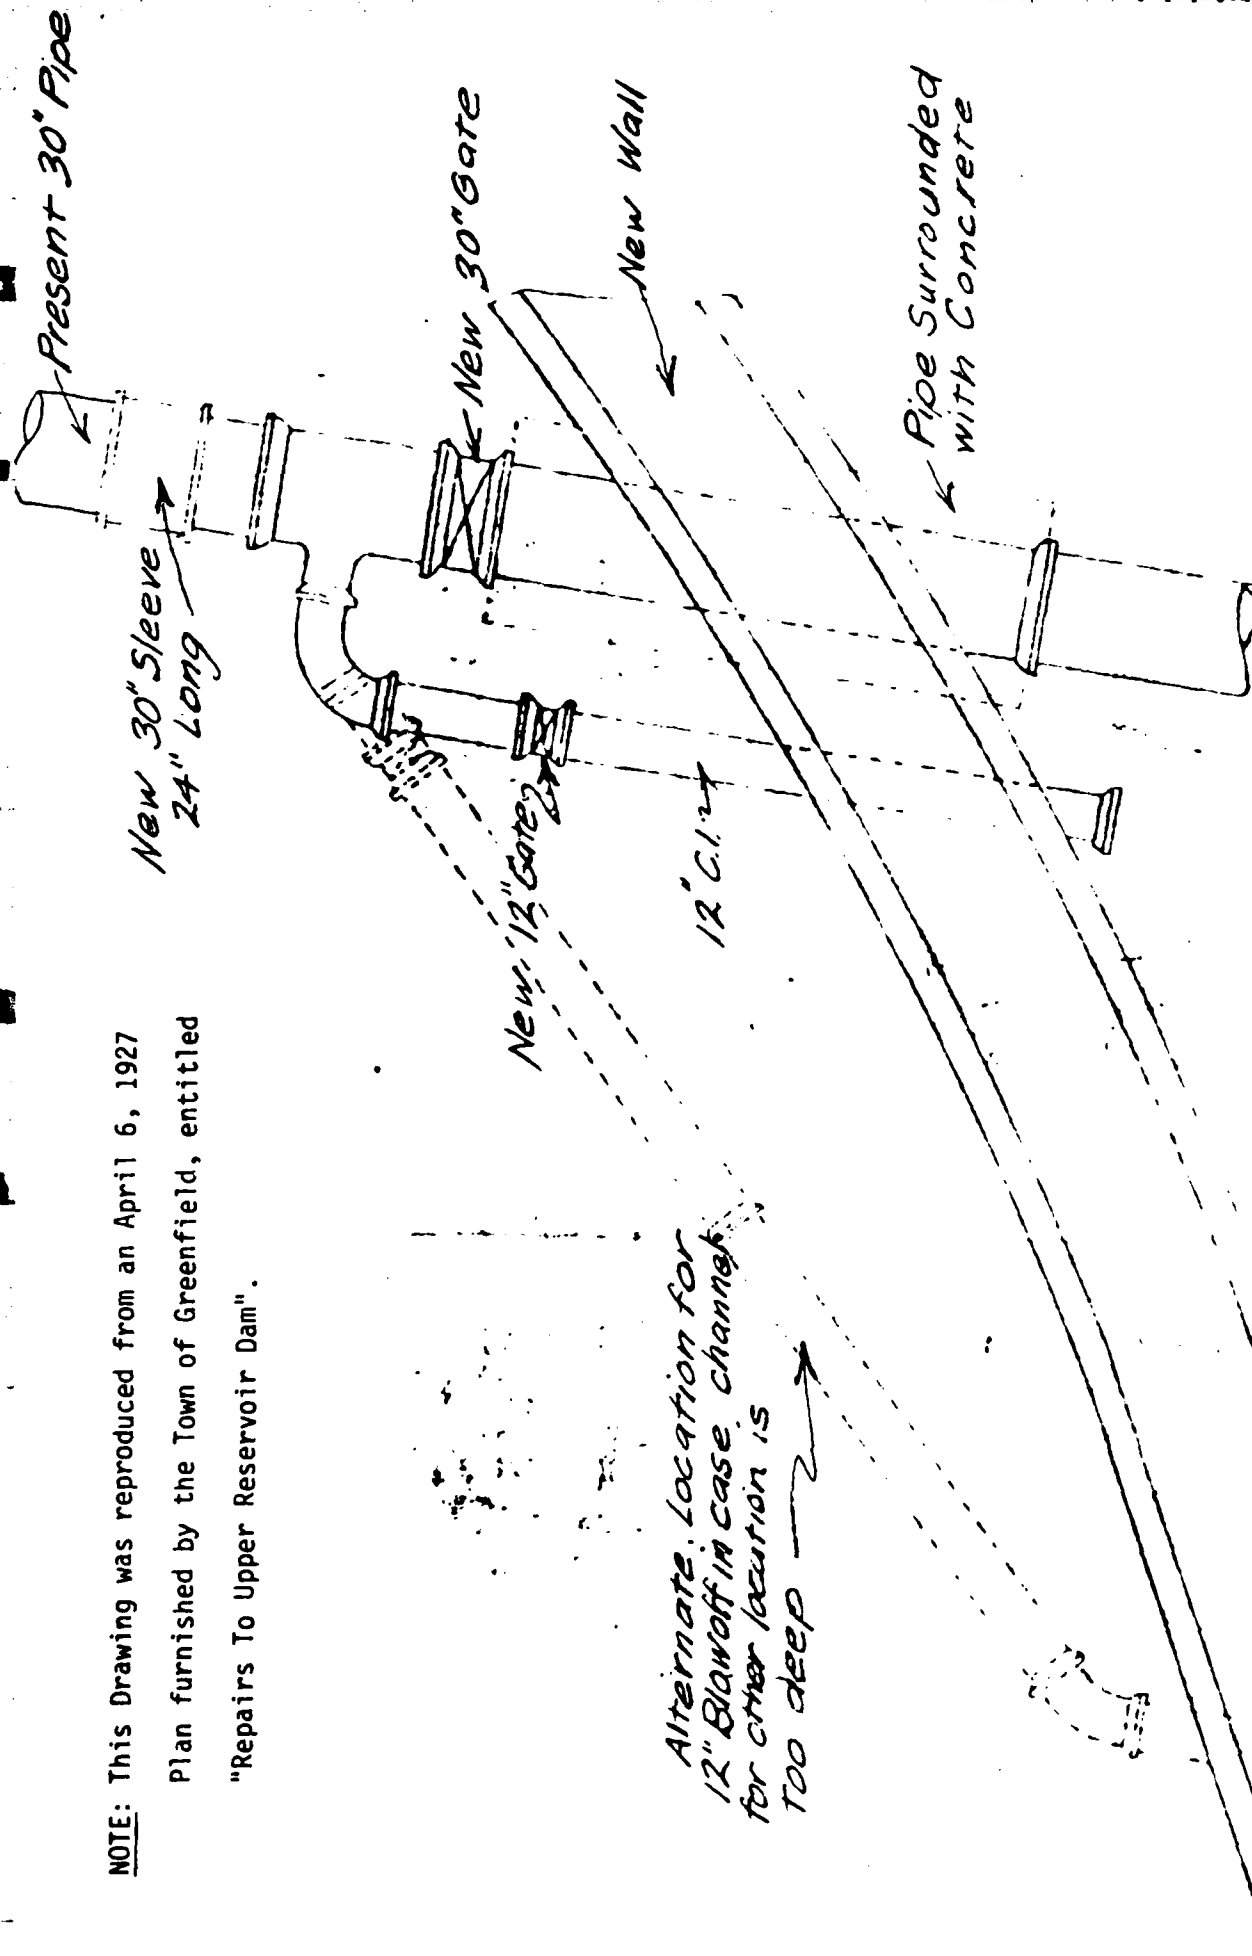 NOTE: This Drawing was reproduced from an April 6, 1927
Plan furnished by the Town of Greenfield, entitled
"Repairs To Upper Reservoir Dam".
Present 30" Pipe
New 30" Sleeve
24" Long
New 30" Gate
New Wall
New 12" Gate
12" C.I.
Pipe Surrounded
with Concrete
Alternate Location for
12" Blowoff in case channel
for other location is
too deep